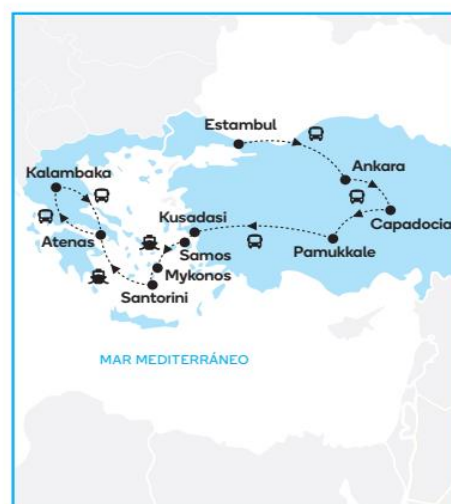 Estambul
Ankara
Kalambaka
Kusadasi
Capadocia
Atenas
Samos
Pamukkale
Mykonos
Santorini
MAR MEDITERRÁNEO